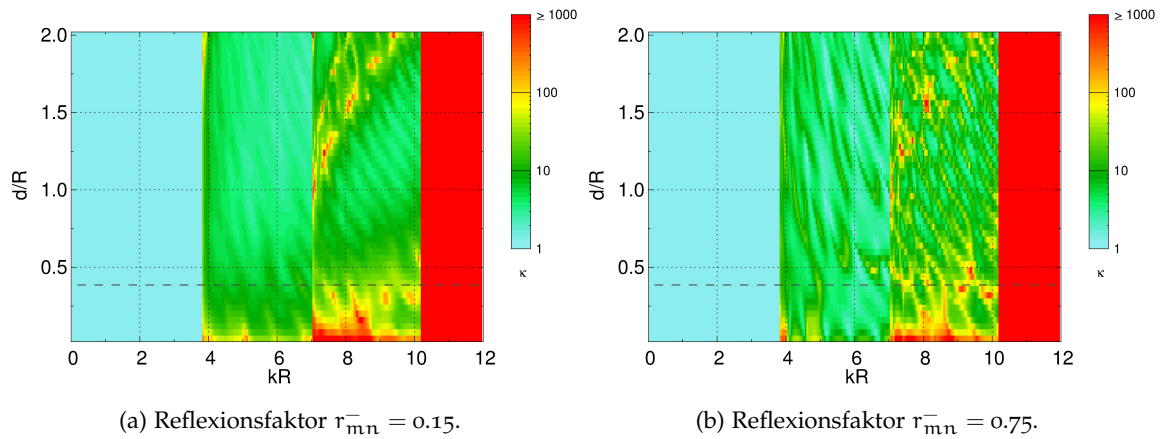 2.0
1.5
1.0
0.5
d/R
0 2 4 6 8 10 12
kR
≥ 1000
100
10
1
κ
(a) Reflexionsfaktor r⁻ₘₙ = 0.15.
2.0
1.5
1.0
0.5
d/R
0 2 4 6 8 10 12
kR
≥ 1000
100
10
1
κ
(b) Reflexionsfaktor r⁻ₘₙ = 0.75.